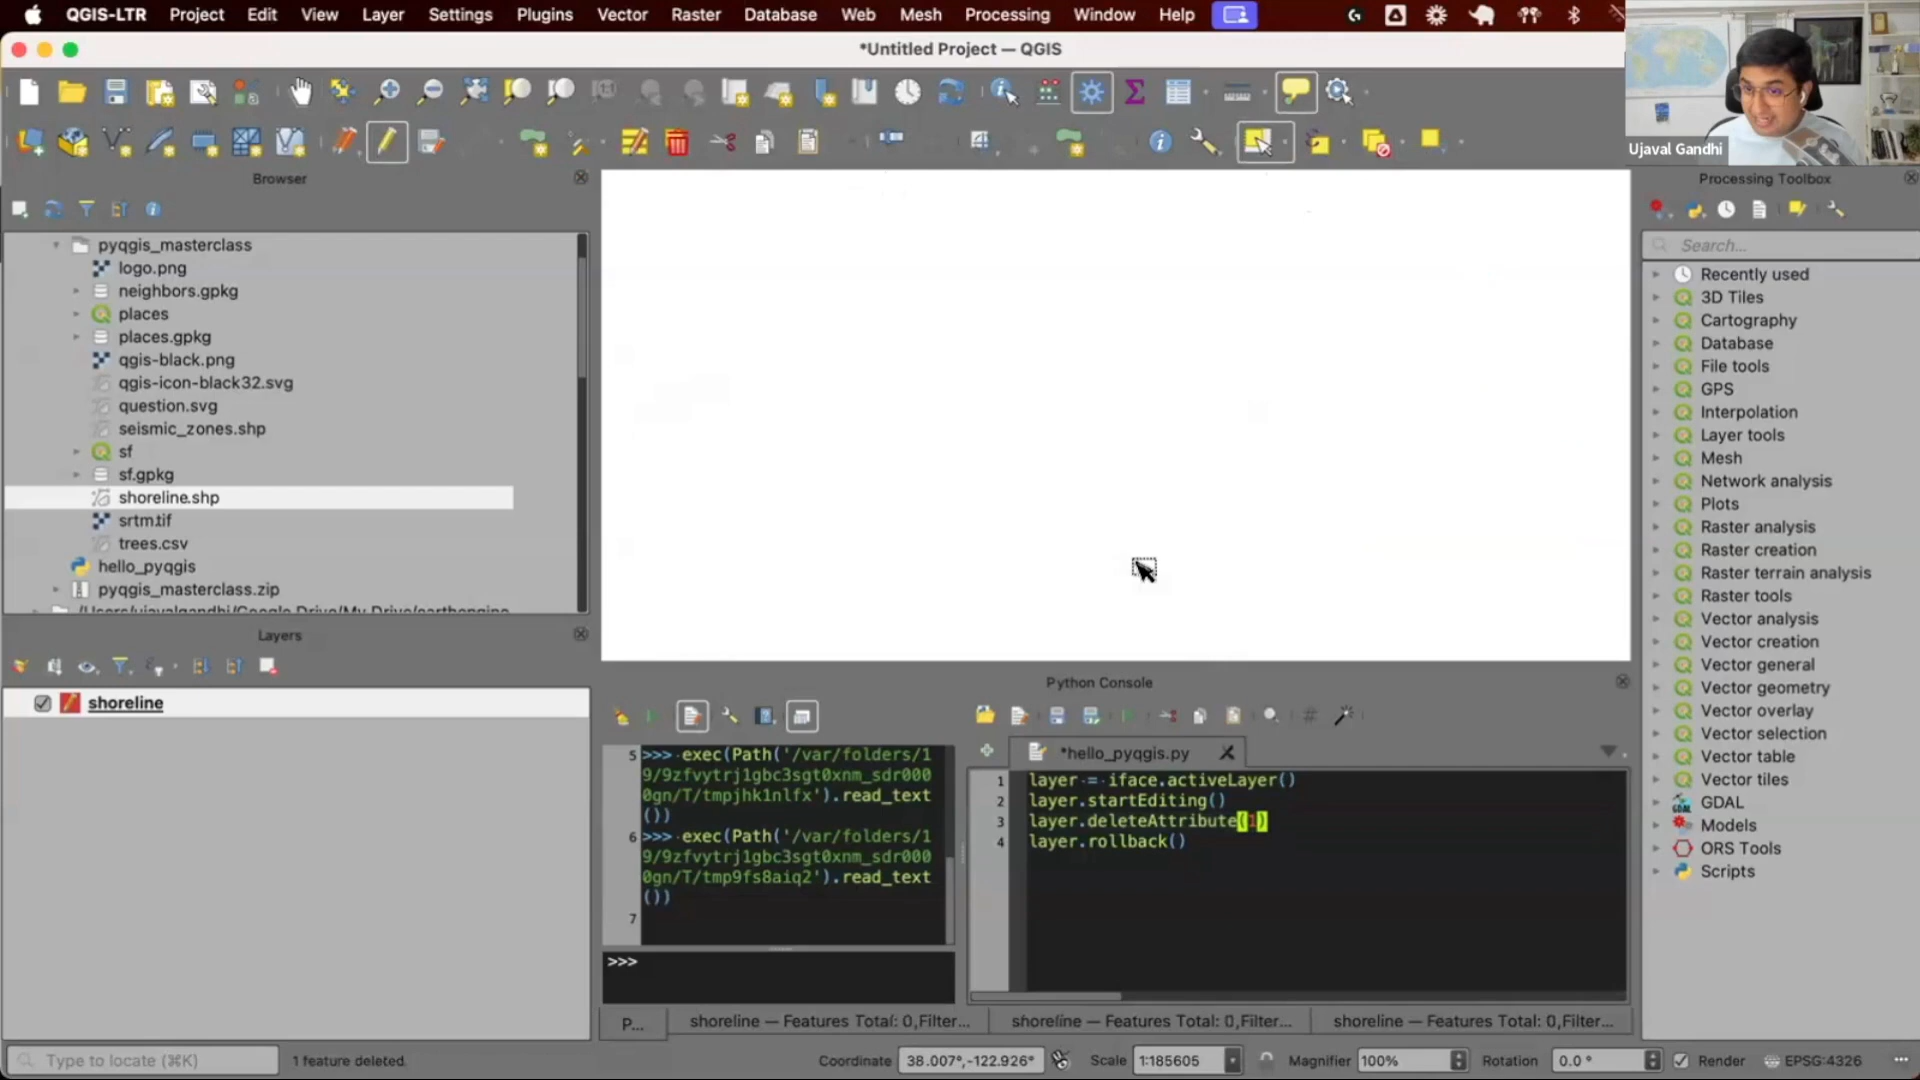 QGIS-LTR Project Edit View Layer Settings Plugins Vector Raster Database Web Mesh Processing Window Help
*Untitled Project — QGIS
Ujaval Gandhi
Browser
pyqgis_masterclass
logo.png
neighbors.gpkg
places
places.gpkg
qgis-black.png
qgis-icon-black32.svg
question.svg
seismic_zones.shp
sf
sf.gpkg
shoreline.shp
srtm.tif
trees.csv
hello_pyqgis
pyqgis_masterclass.zip
/Users/ujavalgandhi/Google Drive/My Drive/earthengine
Layers
shoreline
Python Console
5 >>> exec(Path('/var/folders/1
9/9zfvytrj1gbc3sgt0xnm_sdr000
0gn/T/tmpjhk1nlfx').read_text
())
6 >>> exec(Path('/var/folders/1
9/9zfvytrj1gbc3sgt0xnm_sdr000
0gn/T/tmp9fs8aiq2').read_text
())
7
>>>
*hello_pyqgis.py
1 layer = iface.activeLayer()
2 layer.startEditing()
3 layer.deleteAttribute(1)
4 layer.rollback()
P... shoreline — Features Total: 0,Filter... shoreline — Features Total: 0,Filter... shoreline — Features Total: 0,Filter...
Processing Toolbox
Search...
Recently used
3D Tiles
Cartography
Database
File tools
GPS
Interpolation
Layer tools
Mesh
Network analysis
Plots
Raster analysis
Raster creation
Raster terrain analysis
Raster tools
Vector analysis
Vector creation
Vector general
Vector geometry
Vector overlay
Vector selection
Vector table
Vector tiles
GDAL
Models
ORS Tools
Scripts
Type to locate (⌘K) 1 feature deleted. Coordinate 38.007°,-122.926° Scale 1:185605 Magnifier 100% Rotation 0.0 ° Render EPSG:4326